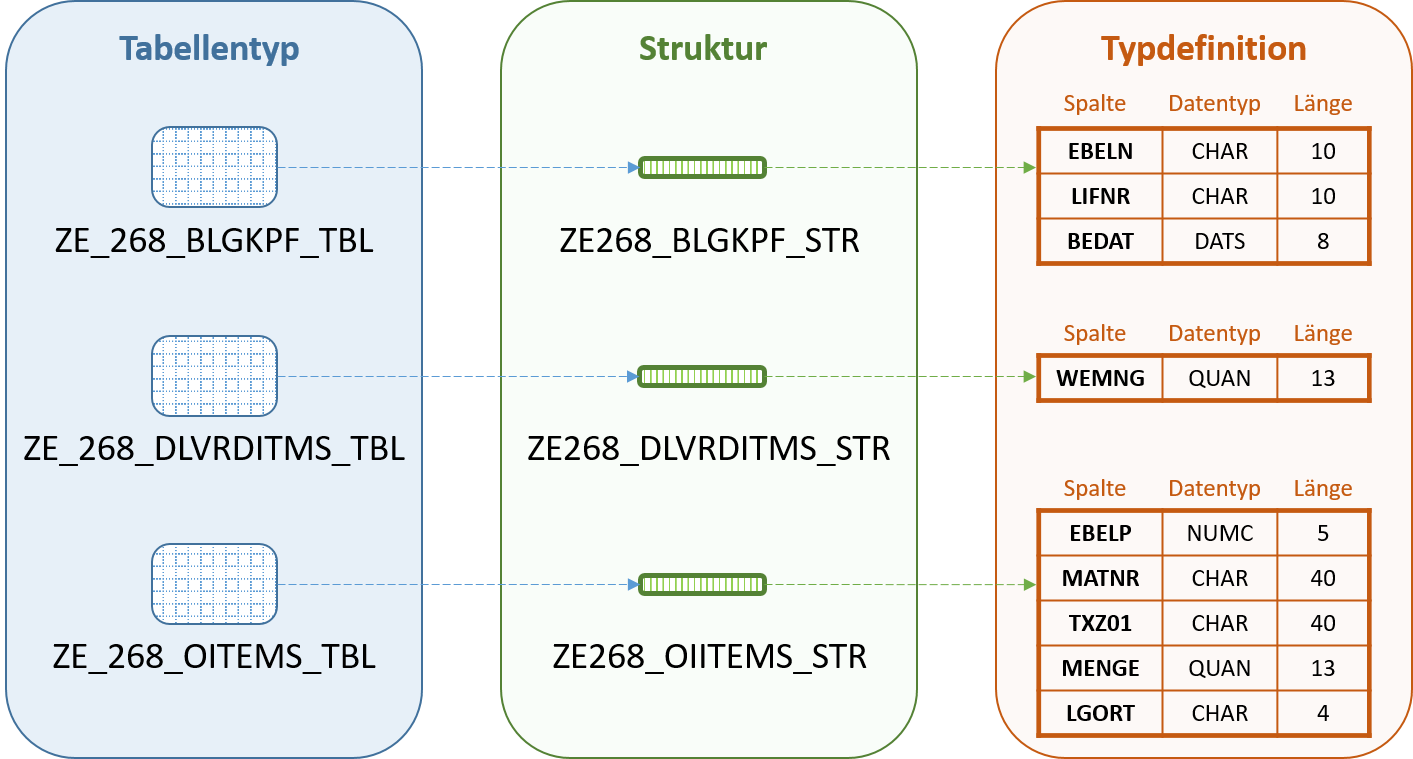 Tabellentyp
Struktur
Typdefinition
ZE_268_BLGKPF_TBL
ZE268_BLGKPF_STR
Spalte Datentyp Länge
EBELN CHAR 10
LIFNR CHAR 10
BEDAT DATS 8
ZE_268_DLVRDITMS_TBL
ZE268_DLVRDITMS_STR
Spalte Datentyp Länge
WEMNG QUAN 13
ZE_268_OITEMS_TBL
ZE268_OIITEMS_STR
Spalte Datentyp Länge
EBELP NUMC 5
MATNR CHAR 40
TXZ01 CHAR 40
MENGE QUAN 13
LGORT CHAR 4